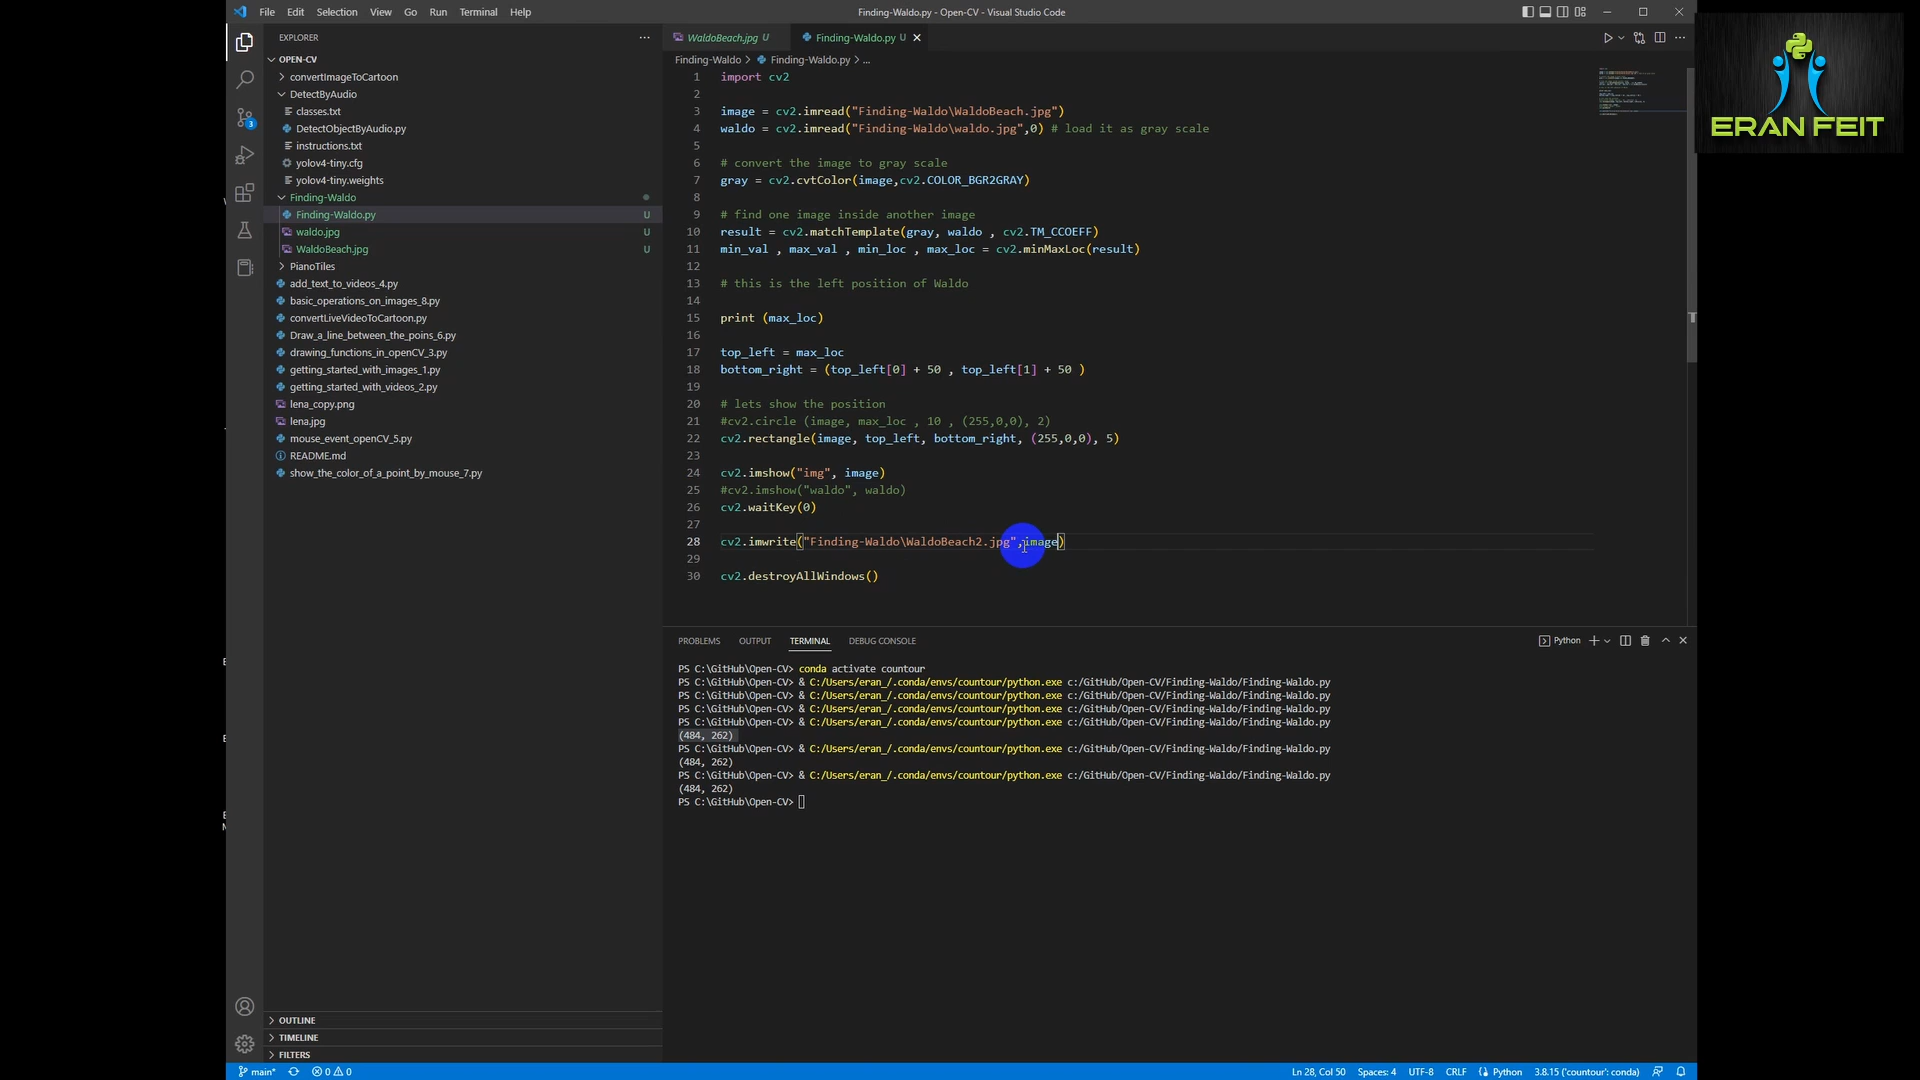 File Edit Selection View Go Run Terminal Help
Finding-Waldo.py - Open-CV - Visual Studio Code
ERAN FEIT
EXPLORER
OPEN-CV
convertImageToCartoon
DetectByAudio
classes.txt
DetectObjectByAudio.py
instructions.txt
yolov4-tiny.cfg
yolov4-tiny.weights
Finding-Waldo
Finding-Waldo.py U
waldo.jpg U
WaldoBeach.jpg U
PianoTiles
add_text_to_videos_4.py
basic_operations_on_images_8.py
convertLiveVideoToCartoon.py
Draw_a_line_between_the_poins_6.py
drawing_functions_in_openCV_3.py
getting_started_with_images_1.py
getting_started_with_videos_2.py
lena_copy.png
lena.jpg
mouse_event_openCV_5.py
README.md
show_the_color_of_a_point_by_mouse_7.py
OUTLINE
TIMELINE
FILTERS
3
WaldoBeach.jpg U Finding-Waldo.py U
Finding-Waldo > Finding-Waldo.py > ...
1 import cv2
2
3 image = cv2.imread("Finding-Waldo\WaldoBeach.jpg")
4 waldo = cv2.imread("Finding-Waldo\waldo.jpg",0) # load it as gray scale
5
6 # convert the image to gray scale
7 gray = cv2.cvtColor(image,cv2.COLOR_BGR2GRAY)
8
9 # find one image inside another image
10 result = cv2.matchTemplate(gray, waldo , cv2.TM_CCOEFF)
11 min_val , max_val , min_loc , max_loc = cv2.minMaxLoc(result)
12
13 # this is the left position of Waldo
14
15 print (max_loc)
16
17 top_left = max_loc
18 bottom_right = (top_left[0] + 50 , top_left[1] + 50 )
19
20 # lets show the position
21 #cv2.circle (image, max_loc , 10 , (255,0,0), 2)
22 cv2.rectangle(image, top_left, bottom_right, (255,0,0), 5)
23
24 cv2.imshow("img", image)
25 #cv2.imshow("waldo", waldo)
26 cv2.waitKey(0)
27
28 cv2.imwrite("Finding-Waldo\WaldoBeach2.jpg",image)
29
30 cv2.destroyAllWindows()
PROBLEMS OUTPUT TERMINAL DEBUG CONSOLE
Python
PS C:\GitHub\Open-CV> conda activate countour
PS C:\GitHub\Open-CV> & C:/Users/eran_/.conda/envs/countour/python.exe c:/GitHub/Open-CV/Finding-Waldo/Finding-Waldo.py
PS C:\GitHub\Open-CV> & C:/Users/eran_/.conda/envs/countour/python.exe c:/GitHub/Open-CV/Finding-Waldo/Finding-Waldo.py
PS C:\GitHub\Open-CV> & C:/Users/eran_/.conda/envs/countour/python.exe c:/GitHub/Open-CV/Finding-Waldo/Finding-Waldo.py
PS C:\GitHub\Open-CV> & C:/Users/eran_/.conda/envs/countour/python.exe c:/GitHub/Open-CV/Finding-Waldo/Finding-Waldo.py
(484, 262)
PS C:\GitHub\Open-CV> & C:/Users/eran_/.conda/envs/countour/python.exe c:/GitHub/Open-CV/Finding-Waldo/Finding-Waldo.py
(484, 262)
PS C:\GitHub\Open-CV> & C:/Users/eran_/.conda/envs/countour/python.exe c:/GitHub/Open-CV/Finding-Waldo/Finding-Waldo.py
(484, 262)
PS C:\GitHub\Open-CV>
main* 0 0
Ln 28, Col 50 Spaces: 4 UTF-8 CRLF Python 3.8.15 ('countour': conda)